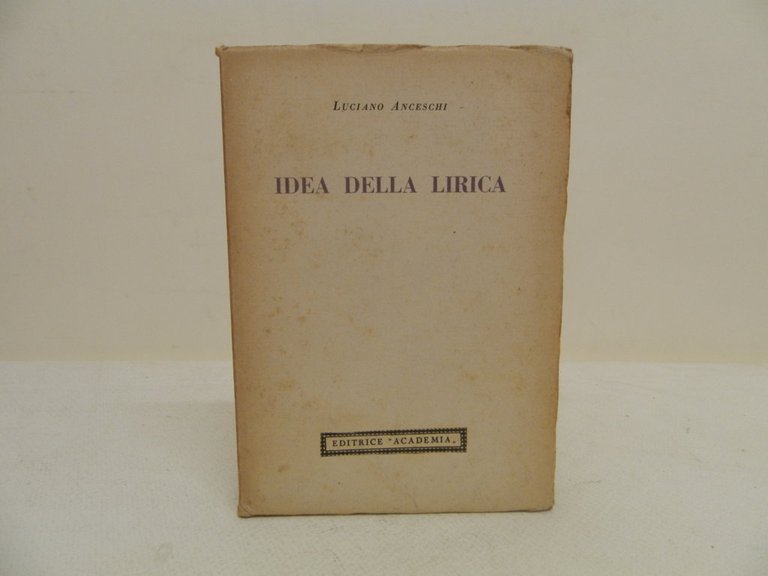 Luciano Anceschi
IDEA DELLA LIRICA
EDITRICE "ACADEMIA„